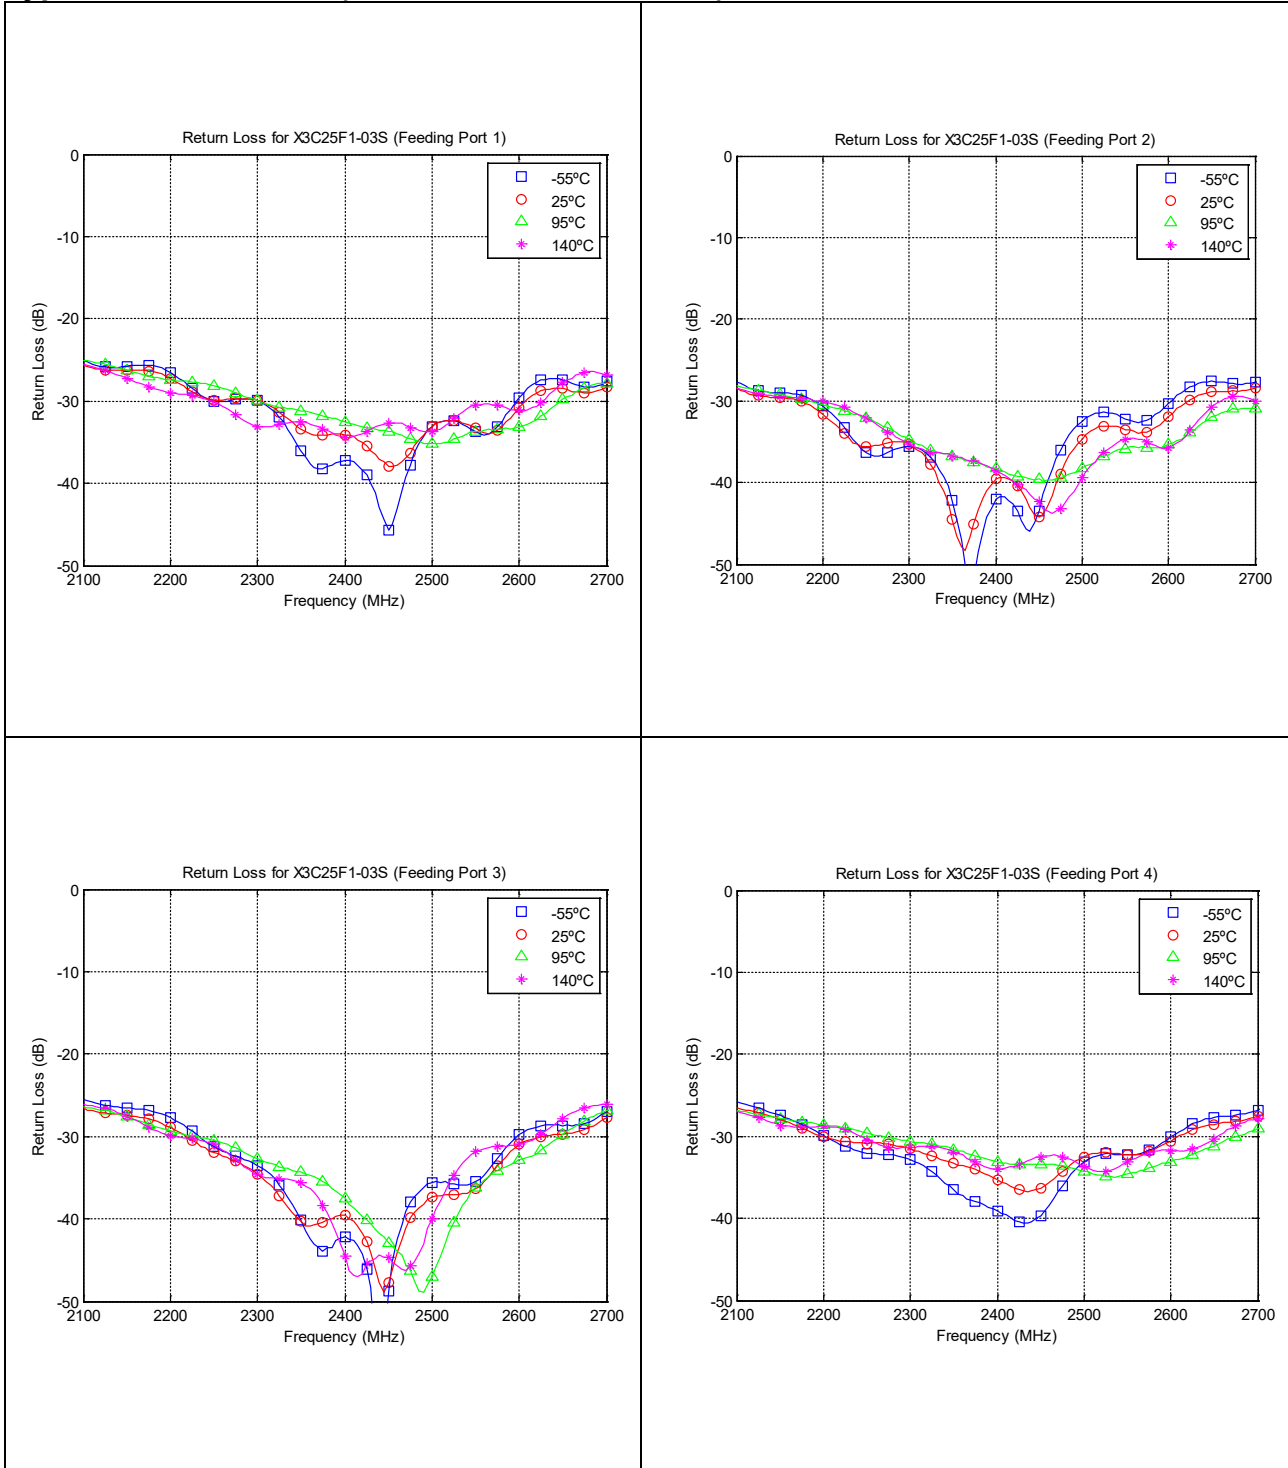 Return Loss for X3C25F1-03S (Feeding Port 1)
0
-10
-20
-30
-40
-50
Return Loss (dB)
-55ºC
25ºC
95ºC
140ºC
2100 2200 2300 2400 2500 2600 2700
Frequency (MHz)
Return Loss for X3C25F1-03S (Feeding Port 2)
0
-10
-20
-30
-40
-50
Return Loss (dB)
-55ºC
25ºC
95ºC
140ºC
2100 2200 2300 2400 2500 2600 2700
Frequency (MHz)
Return Loss for X3C25F1-03S (Feeding Port 3)
0
-10
-20
-30
-40
-50
Return Loss (dB)
-55ºC
25ºC
95ºC
140ºC
2100 2200 2300 2400 2500 2600 2700
Frequency (MHz)
Return Loss for X3C25F1-03S (Feeding Port 4)
0
-10
-20
-30
-40
-50
Return Loss (dB)
-55ºC
25ºC
95ºC
140ºC
2100 2200 2300 2400 2500 2600 2700
Frequency (MHz)